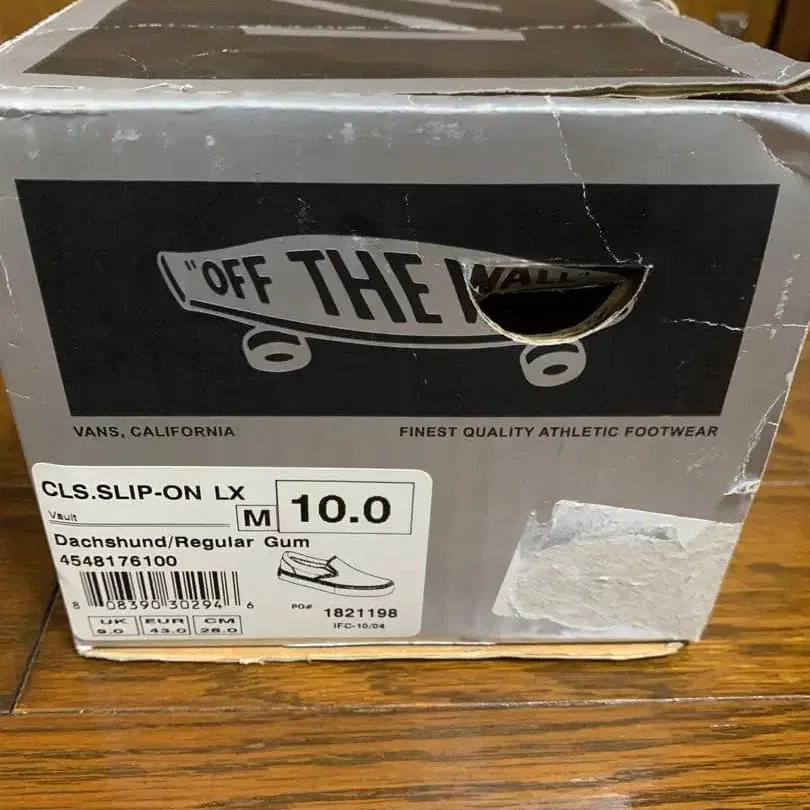 "OFF THE WALL"
VANS, CALIFORNIA
FINEST QUALITY ATHLETIC FOOTWEAR
CLS.SLIP-ON LX
Vault
M 10.0
Dachshund/Regular Gum
4548176100
8 08390 30294 6
PO# 1821198
IFC-10/04
UK EUR CM
9.0 43.0 28.0